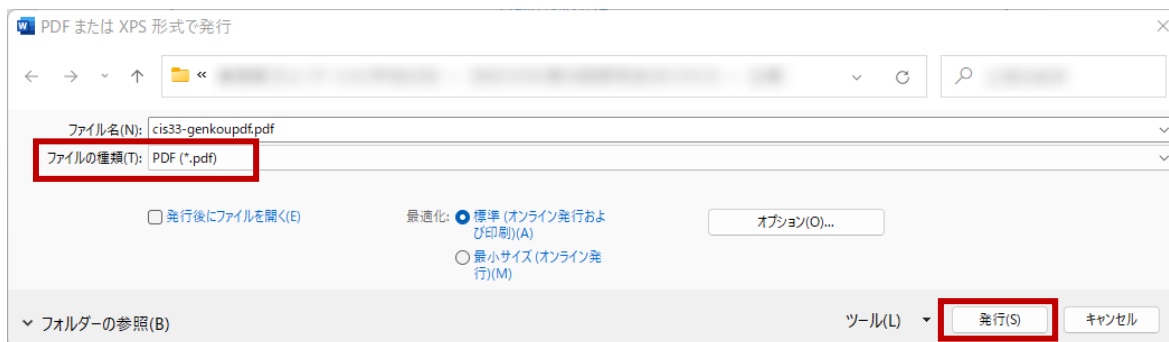 PDF または XPS 形式で発行
«
ファイル名(N): cis33-genkoupdf.pdf
ファイルの種類(T): PDF (*.pdf)
発行後にファイルを開く(E)
最適化: 標準 (オンライン発行およ
び印刷)(A)
最小サイズ (オンライン発
行)(M)
オプション(O)...
フォルダーの参照(B)
ツール(L)
発行(S)
キャンセル